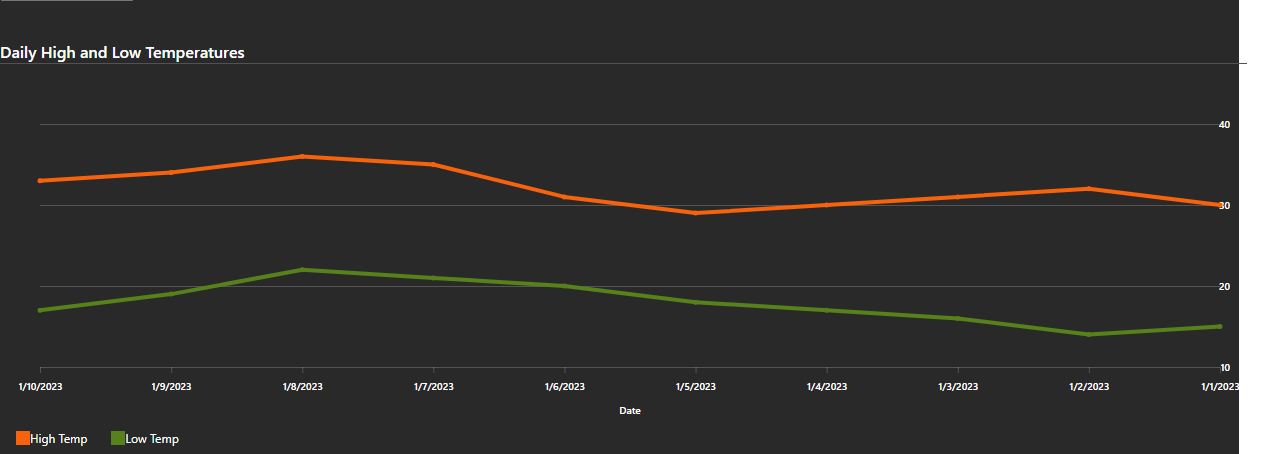 Daily High and Low Temperatures
40
30
20
10
1/10/2023 1/9/2023 1/8/2023 1/7/2023 1/6/2023 1/5/2023 1/4/2023 1/3/2023 1/2/2023 1/1/2023
Date
High Temp Low Temp